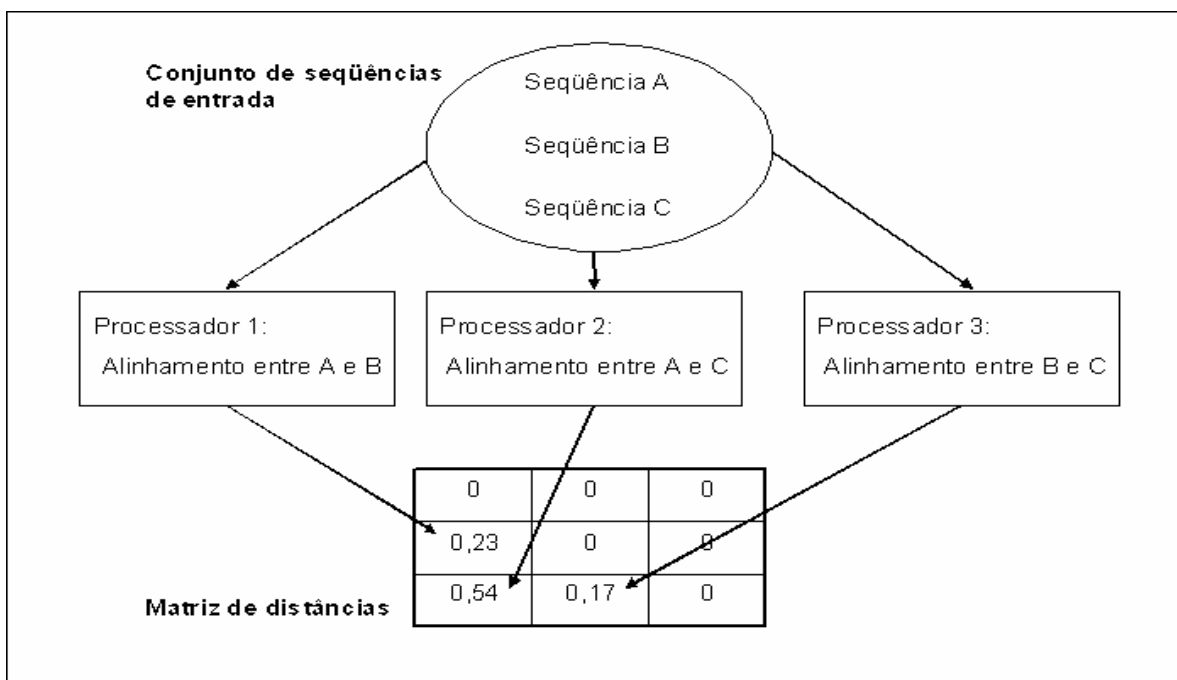 Conjunto de seqüências
de entrada
Seqüência A
Seqüência B
Seqüência C
Processador 1:
Alinhamento entre A e B
Processador 2:
Alinhamento entre A e C
Processador 3:
Alinhamento entre B e C
0 0 0
0,23 0 0
0,54 0,17 0
Matriz de distâncias